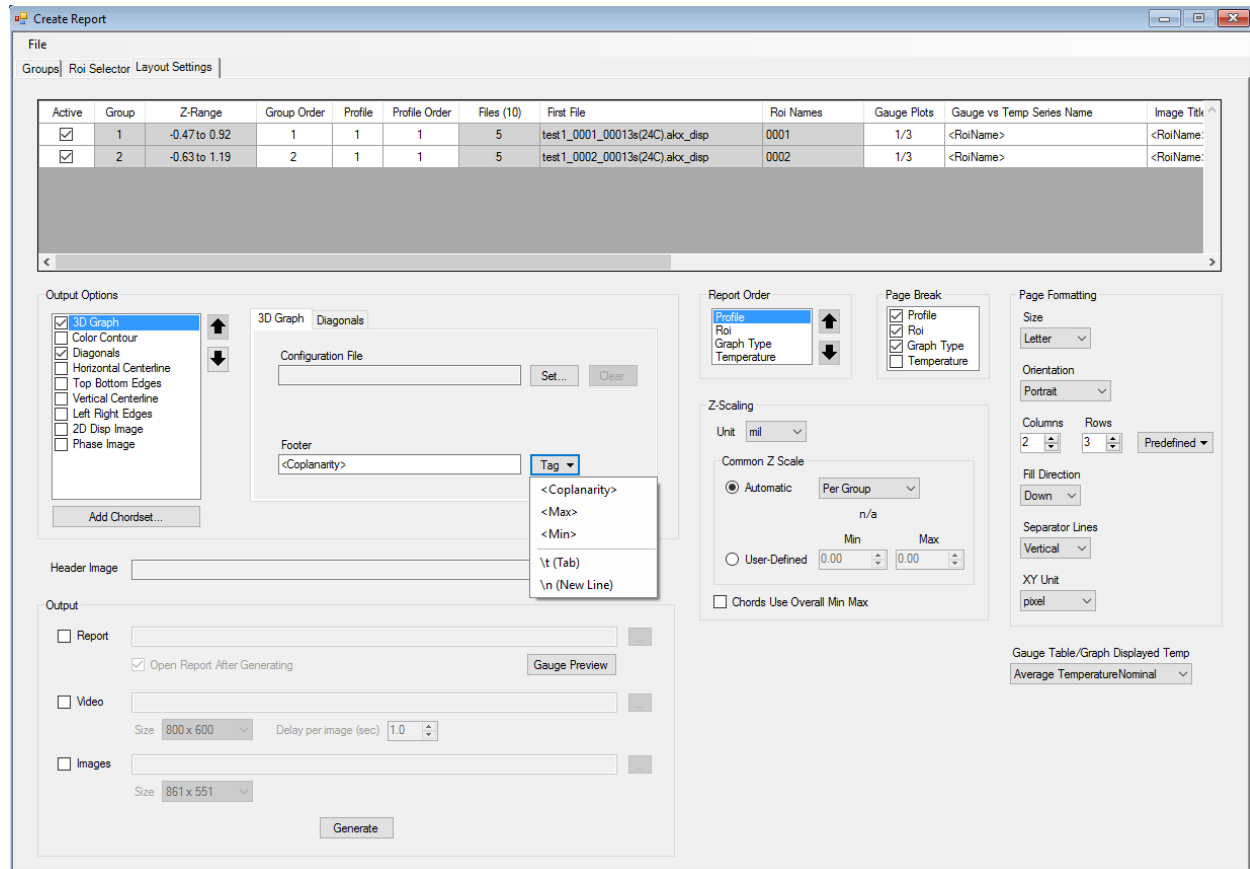 Create Report
File
Groups Roi Selector Layout Settings
Active Group Z-Range Group Order Profile Profile Order Files (10) First File Roi Names Gauge Plots Gauge vs Temp Series Name Image Title
1 -0.47 to 0.92 1 1 1 5 test1_0001_00013s(24C).akx_disp 0001 1/3 <RoiName> <RoiName>
2 -0.63 to 1.19 2 1 1 5 test1_0002_00013s(24C).akx_disp 0002 1/3 <RoiName> <RoiName>
Output Options
3D Graph
Color Contour
Diagonals
Horizontal Centerline
Top Bottom Edges
Vertical Centerline
Left Right Edges
2D Disp Image
Phase Image
Add Chordset...
3D Graph Diagonals
Configuration File
Set... Clear
Footer
<Coplanarity> Tag
<Coplanarity>
<Max>
<Min>
\t (Tab)
\n (New Line)
Header Image
Output
Report
...
Open Report After Generating Gauge Preview
Video
...
Size 800 x 600 Delay per image (sec) 1.0
Images
...
Size 861 x 551
Generate
Report Order
Profile
Roi
Graph Type
Temperature
Page Break
Profile
Roi
Graph Type
Temperature
Z-Scaling
Unit mil
Common Z Scale
Automatic Per Group
n/a
Min Max
User-Defined 0.00 0.00
Chords Use Overall Min Max
Page Formatting
Size
Letter
Orientation
Portrait
Columns Rows
2 3 Predefined
Fill Direction
Down
Separator Lines
Vertical
XY Unit
pixel
Gauge Table/Graph Displayed Temp
Average TemperatureNominal